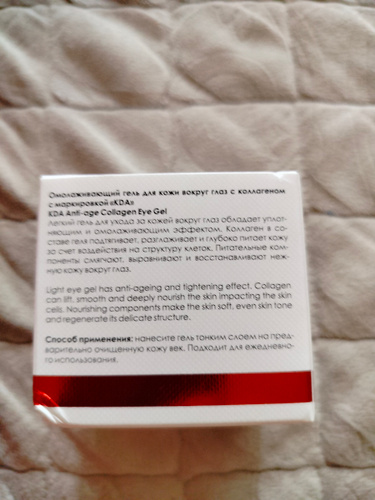 Омолаживающий гель для кожи вокруг глаз с коллагеном
с маркировкой «KDA»
KDA Anti-age Collagen Eye Gel
Легкий гель для ухода за кожей вокруг глаз обладает уплот-
няющим и омолаживающим эффектом. Коллаген в со-
ставе геля подтягивает, разглаживает и глубоко питает кожу
за счет воздействия на структуру клеток. Питательные ком-
поненты смягчают, выравнивают и восстанавливают неж-
ную кожу вокруг глаз.
Light eye gel has anti-ageing and tightening effect. Collagen
can lift, smooth and deeply nourish the skin impacting the skin
cells. Nourishing components make the skin soft, even skin tone
and regenerate its delicate structure.
Способ применения: нанесите гель тонким слоем на пред-
варительно очищенную кожу век. Подходит для ежедневно-
го использования.